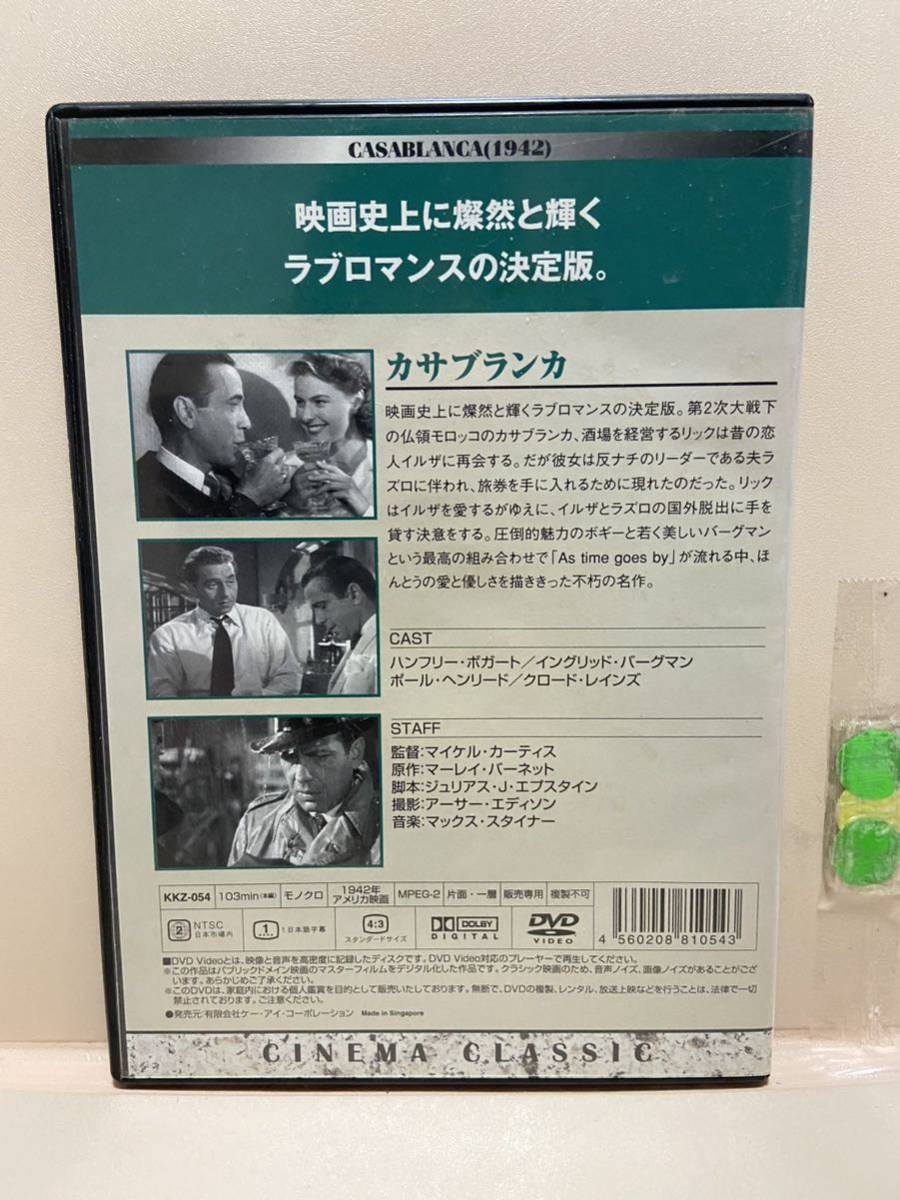 CASABLANCA(1942)
映画史上に燦然と輝く
ラブロマンスの決定版。
カサブランカ
映画史上に燦然と輝くラブロマンスの決定版。第2次大戦下
の仏領モロッコのカサブランカ、酒場を経営するリックは昔の恋
人イルザに再会する。だが彼女は反ナチのリーダーである夫ラ
ズロに伴われ、旅券を手に入れるために現れたのだった。リック
はイルザを愛するがゆえに、イルザとラズロの国外脱出に手を
貸す決意をする。圧倒的魅力のボギーと若く美しいバーグマン
という最高の組み合わせで「As time goes by」が流れる中、ほ
んとうの愛と優しさを描ききった不朽の名作。
CAST
ハンフリー・ボガート／イングリッド・バーグマン
ポール・ヘンリード／クロード・レインズ
STAFF
監督:マイケル・カーティス
原作:マーレイ・バーネット
脚本:ジュリアス・J・エプスタイン
撮影:アーサー・エディソン
音楽:マックス・スタイナー
KKZ-054 103min(本編) モノクロ 1942年 アメリカ映画 MPEG-2 片面・一層 販売専用 複製不可
2 NTSC 日本市場内 1 1.日本語字幕 4:3 スタンダードサイズ DOLBY DIGITAL DVD VIDEO
4 560208 810543
■DVD Videoとは、映像と音声を高密度に記録したディスクです。DVD Video対応のプレーヤーで再生してください。
※この作品はパブリックドメイン映画のマスターフィルムをデジタル化した作品です。クラシック映画のため、音声ノイズ、画像ノイズがあることがござ
います。あらかじめご了承ください。
※このDVDは、家庭内における個人鑑賞を目的として販売いたしております。無断で、DVDの複製、レンタル、放送上映などを行うことは、法律で一切
禁止されております。ご注意ください。
●発売元:有限会社ケー・アイ・コーポレーション Made in Singapore
CINEMA CLASSIC